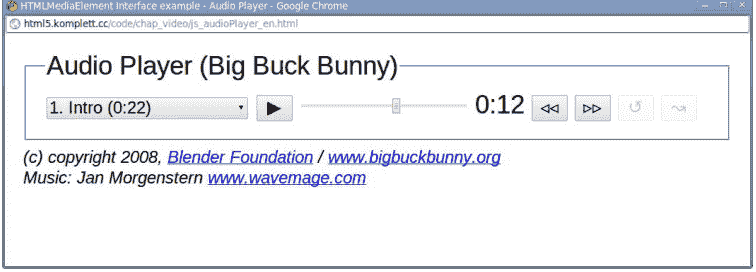 HTMLMediaElement Interface example - Audio Player - Google Chrome
html5.komplett.cc/code/chap_video/js_audioPlayer_en.html
Audio Player (Big Buck Bunny)
1. Intro (0:22) 0:12
(c) copyright 2008, Blender Foundation / www.bigbuckbunny.org
Music: Jan Morgenstern www.wavemage.com